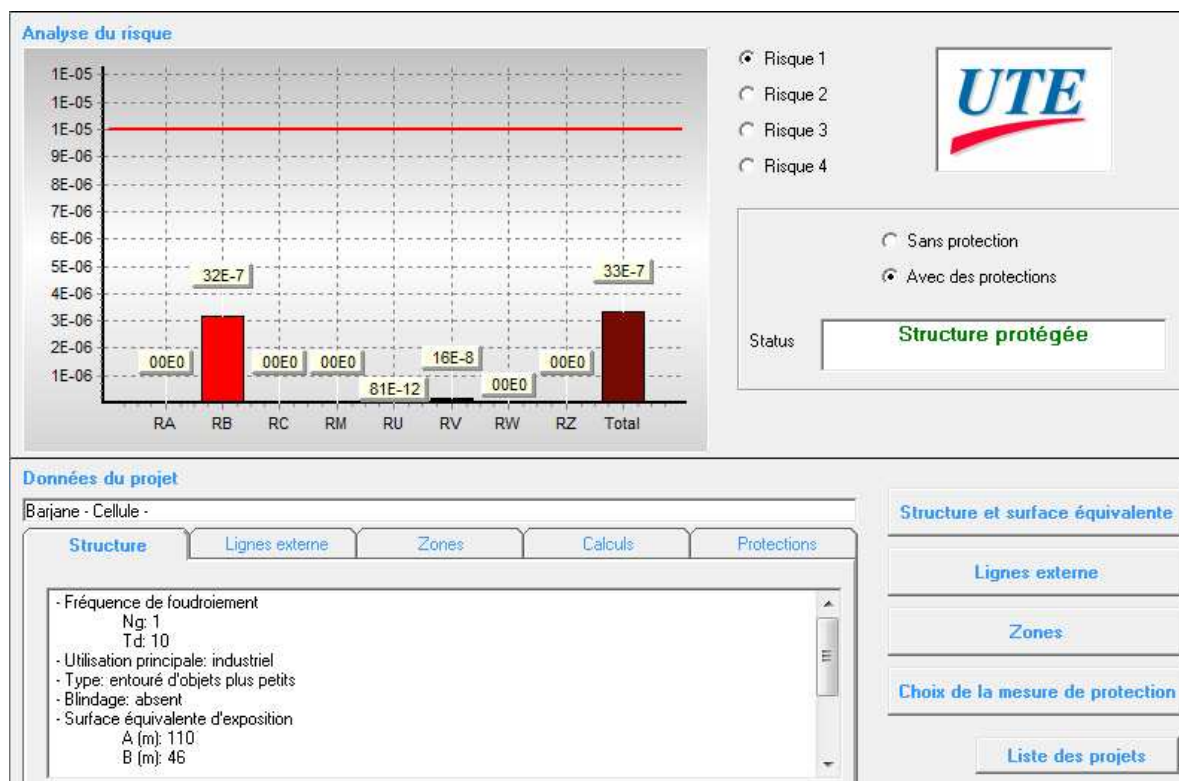 Analyse du risque
1E-05
1E-05
1E-05
9E-06
8E-06
7E-06
6E-06
5E-06
4E-06
3E-06
2E-06
1E-06
00E0
32E-7
00E0
00E0
81E-12
16E-8
00E0
00E0
33E-7
RA RB RC RM RU RV RW RZ Total
Risque 1
Risque 2
Risque 3
Risque 4
UTE
Sans protection
Avec des protections
Status Structure protégée
Données du projet
Barjane - Cellule -
Structure Lignes externe Zones Calculs Protections
- Fréquence de foudroiement
Ng: 1
Td: 10
- Utilisation principale: industriel
- Type: entouré d'objets plus petits
- Blindage: absent
- Surface équivalente d'exposition
A (m): 110
B (m): 46
Structure et surface équivalente
Lignes externe
Zones
Choix de la mesure de protection
Liste des projets